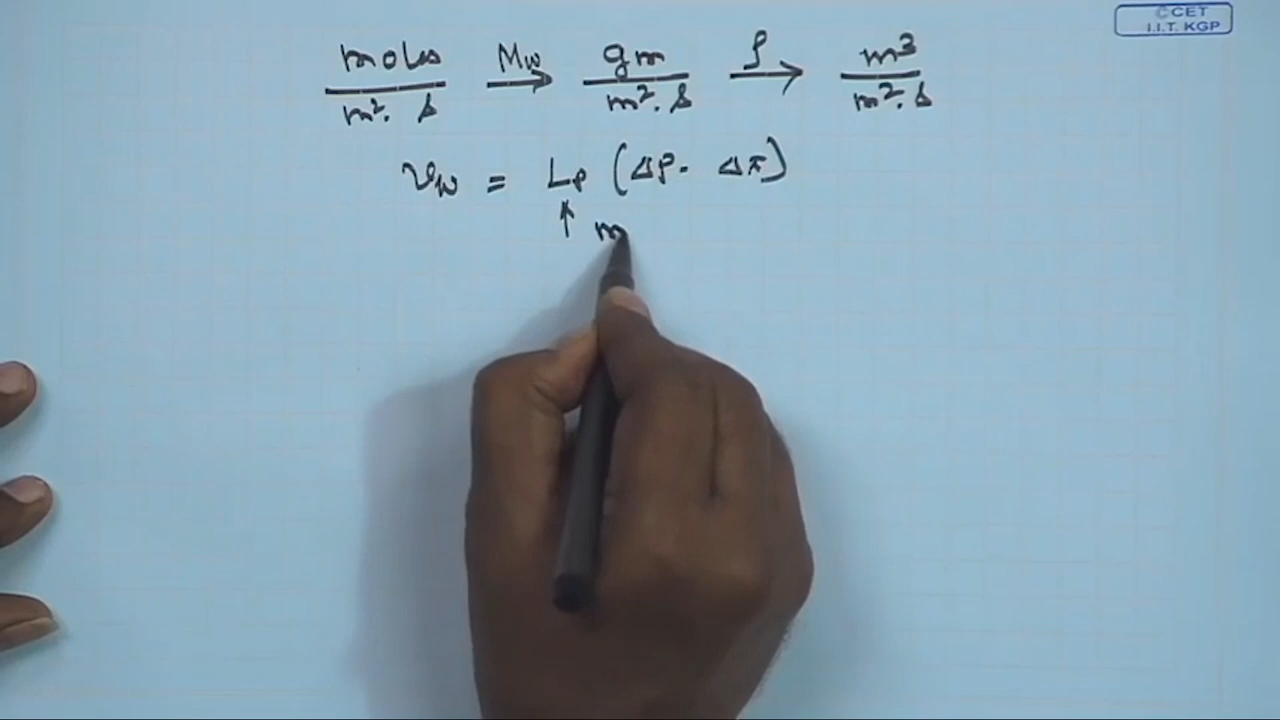 ©CET
I.I.T. KGP
moles/m². s —Mw→ gm/m². s —ρ→ m³/m². s
vw = Lp (ΔP - Δπ)
↑ m